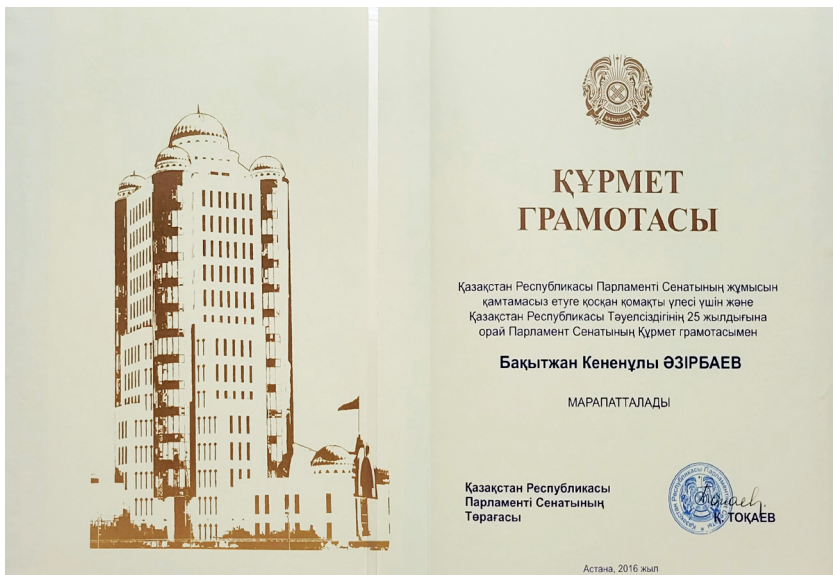 ҚАЗАҚСТАН
ҚҰРМЕТ
ГРАМОТАСЫ
Қазақстан Республикасы Парламенті Сенатының жұмысын
қамтамасыз етуге қосқан қомақты үлесі үшін және
Қазақстан Республикасы Тәуелсіздігінің 25 жылдығына
орай Парламент Сенатының Құрмет грамотасымен
Бақытжан Кененұлы ӘЗІРБАЕВ
МАРАПАТТАЛАДЫ
Қазақстан Республикасы
Парламенті Сенатының
Төрағасы
Қ. ТОҚАЕВ
Астана, 2016 жыл